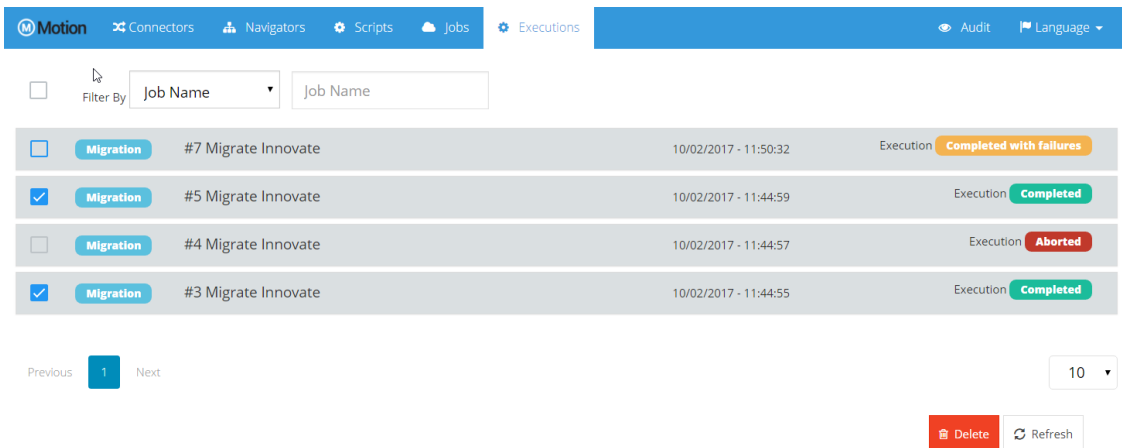 M Motion Connectors Navigators Scripts Jobs Executions Audit Language
Filter By Job Name Job Name
Migration #7 Migrate Innovate 10/02/2017 - 11:50:32 Execution Completed with failures
Migration #5 Migrate Innovate 10/02/2017 - 11:44:59 Execution Completed
Migration #4 Migrate Innovate 10/02/2017 - 11:44:57 Execution Aborted
Migration #3 Migrate Innovate 10/02/2017 - 11:44:55 Execution Completed
Previous 1 Next 10
Delete Refresh